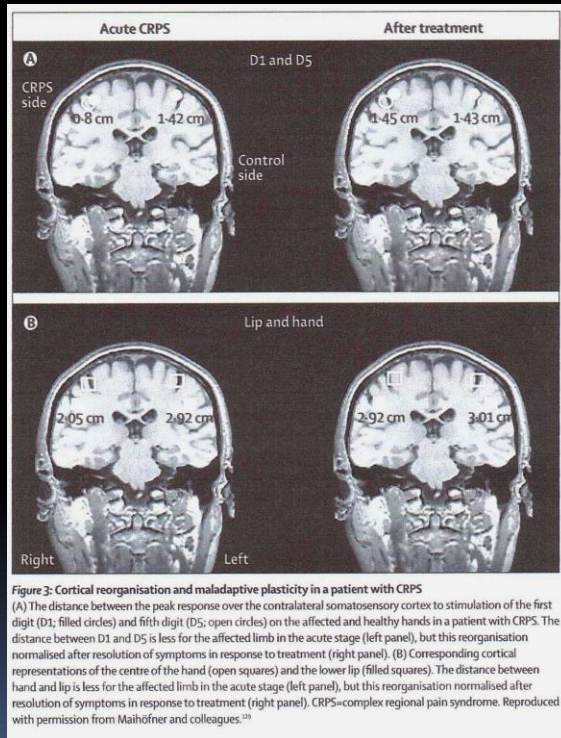 Acute CRPS
After treatment
A
D1 and D5
CRPS
side
0·8 cm
1·42 cm
1·45 cm
1·43 cm
Control
side
B
Lip and hand
2·05 cm
2·92 cm
2·92 cm
3·01 cm
Right
Left
Figure 3: Cortical reorganisation and maladaptive plasticity in a patient with CRPS
(A) The distance between the peak response over the contralateral somatosensory cortex to stimulation of the first
digit (D1; filled circles) and fifth digit (D5; open circles) on the affected and healthy hands in a patient with CRPS. The
distance between D1 and D5 is less for the affected limb in the acute stage (left panel), but this reorganisation
normalised after resolution of symptoms in response to treatment (right panel). (B) Corresponding cortical
representations of the centre of the hand (open squares) and the lower lip (filled squares). The distance between
hand and lip is less for the affected limb in the acute stage (left panel), but this reorganisation normalised after
resolution of symptoms in response to treatment (right panel). CRPS=complex regional pain syndrome. Reproduced
with permission from Maihöfner and colleagues.